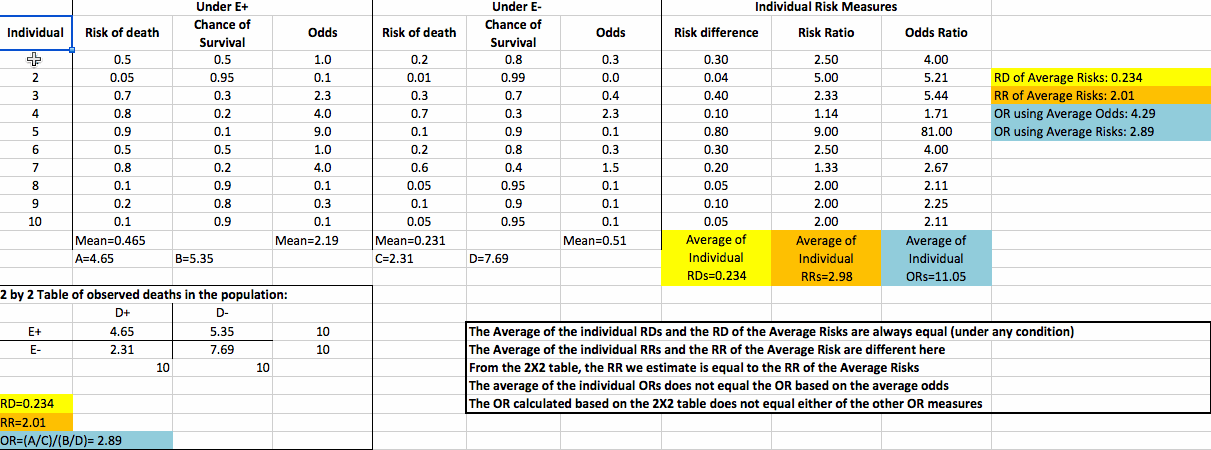 Under E+ Under E- Individual Risk Measures
Individual Risk of death Chance of Survival Odds Risk of death Chance of Survival Odds Risk difference Risk Ratio Odds Ratio
0.5 0.5 1.0 0.2 0.8 0.3 0.30 2.50 4.00
2 0.05 0.95 0.1 0.01 0.99 0.0 0.04 5.00 5.21 RD of Average Risks: 0.234
3 0.7 0.3 2.3 0.3 0.7 0.4 0.40 2.33 5.44 RR of Average Risks: 2.01
4 0.8 0.2 4.0 0.7 0.3 2.3 0.10 1.14 1.71 OR using Average Odds: 4.29
5 0.9 0.1 9.0 0.1 0.9 0.1 0.80 9.00 81.00 OR using Average Risks: 2.89
6 0.5 0.5 1.0 0.2 0.8 0.3 0.30 2.50 4.00
7 0.8 0.2 4.0 0.6 0.4 1.5 0.20 1.33 2.67
8 0.1 0.9 0.1 0.05 0.95 0.1 0.05 2.00 2.11
9 0.2 0.8 0.3 0.1 0.9 0.1 0.10 2.00 2.25
10 0.1 0.9 0.1 0.05 0.95 0.1 0.05 2.00 2.11
Mean=0.465 Mean=2.19 Mean=0.231 Mean=0.51 Average of Average of Average of
A=4.65 B=5.35 C=2.31 D=7.69 Individual Individual Individual
RDs=0.234 RRs=2.98 ORs=11.05
2 by 2 Table of observed deaths in the population:
D+ D-
E+ 4.65 5.35 10
E- 2.31 7.69 10
10 10
The Average of the individual RDs and the RD of the Average Risks are always equal (under any condition)
The Average of the individual RRs and the RR of the Average Risk are different here
From the 2X2 table, the RR we estimate is equal to the RR of the Average Risks
The average of the individual ORs does not equal the OR based on the average odds
The OR calculated based on the 2X2 table does not equal either of the other OR measures
RD=0.234
RR=2.01
OR=(A/C)/(B/D)= 2.89